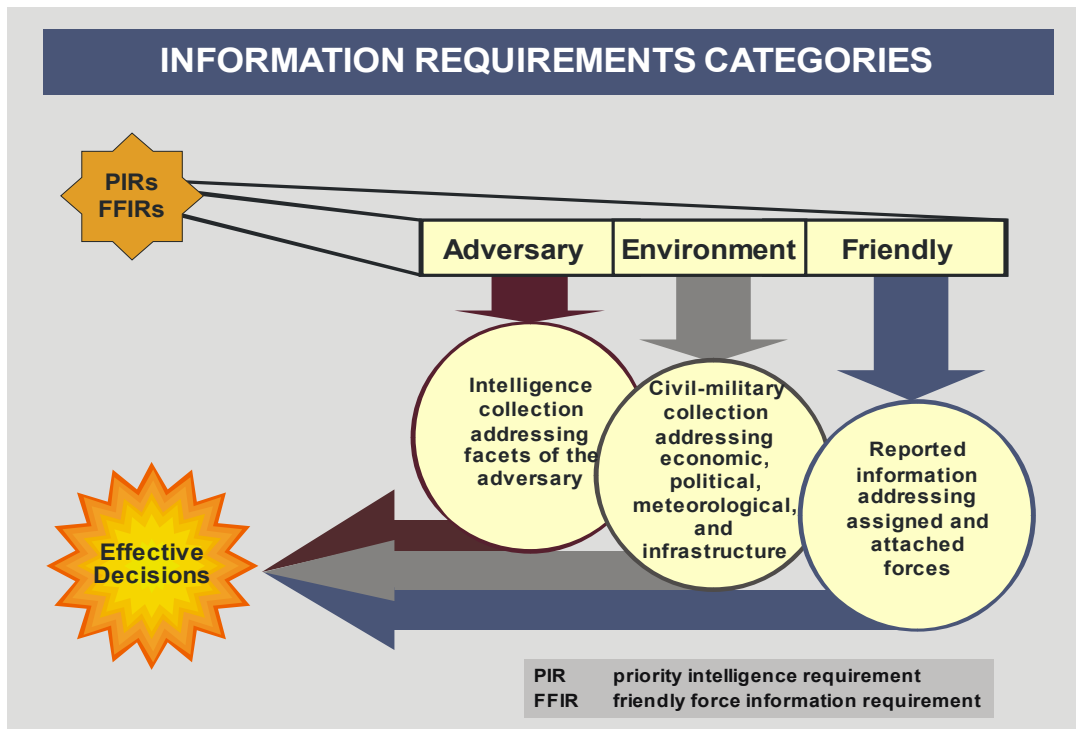 INFORMATION REQUIREMENTS CATEGORIES
PIRs
FFIRs
Adversary
Environment
Friendly
Intelligence
collection
addressing
facets of the
adversary
Civil-military
collection
addressing
economic,
political,
meteorological,
and
infrastructure
Reported
information
addressing
assigned and
attached
forces
Effective
Decisions
PIR priority intelligence requirement
FFIR friendly force information requirement